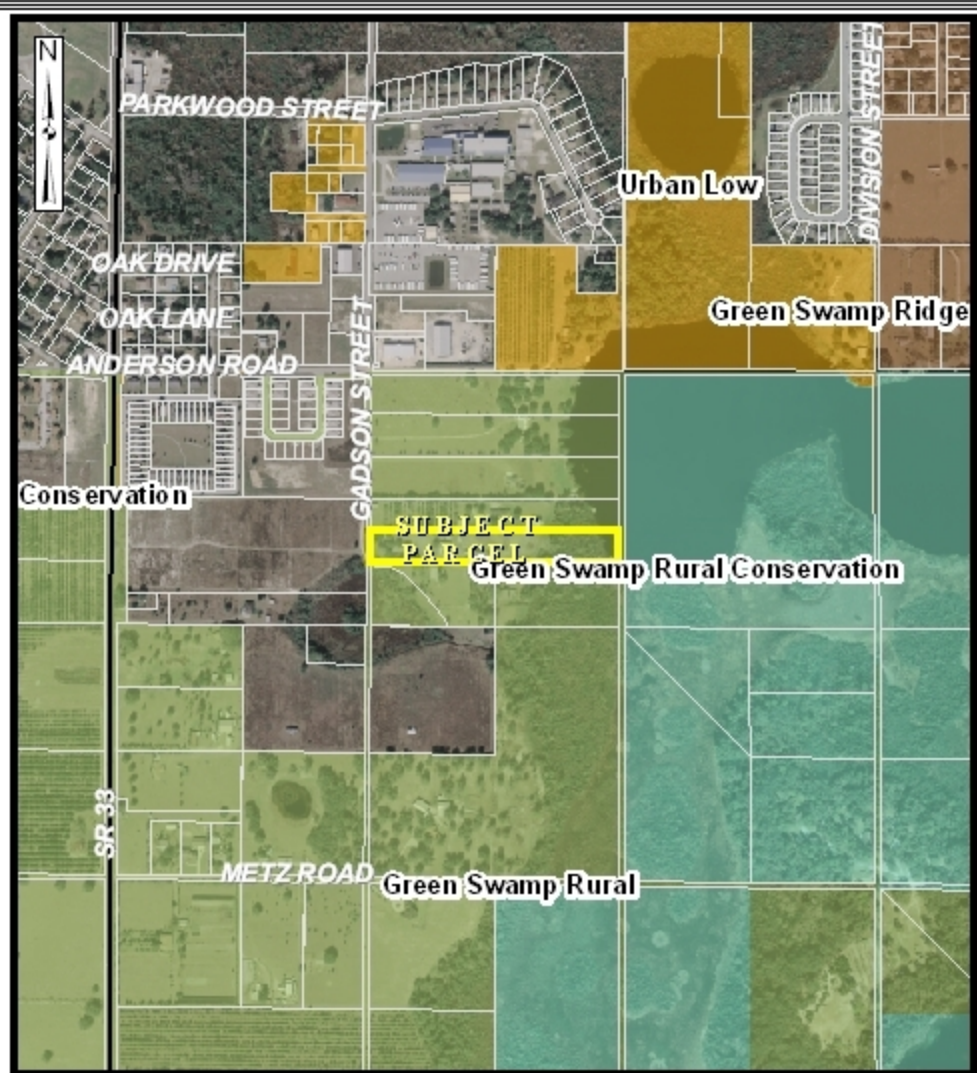 N
PARKWOOD STREET
DIVISION STREET
Urban Low
OAK DRIVE
Green Swamp Ridge
OAK LANE
ANDERSON ROAD
GADSON STREET
Conservation
SUBJECT
PARCEL
Green Swamp Rural Conservation
SR 33
METZ ROAD
Green Swamp Rural